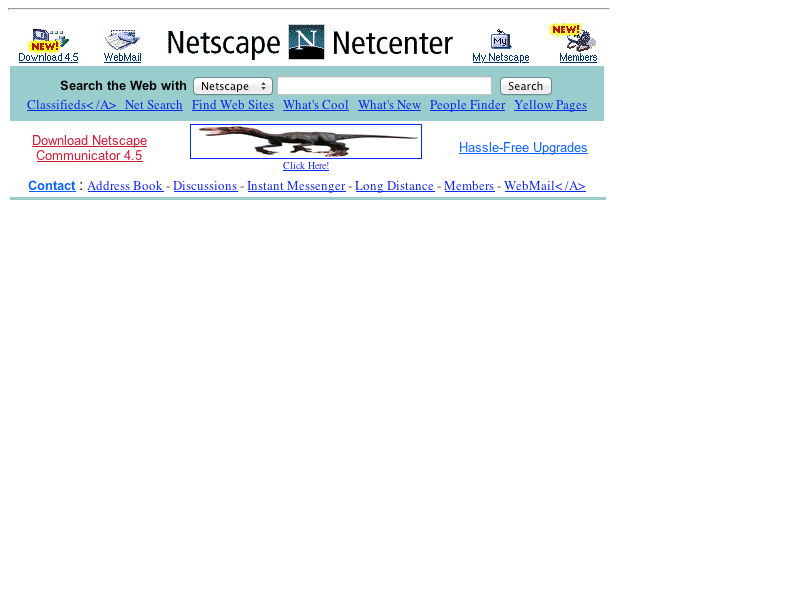 NEW! Download 4.5 WebMail Netscape N Netcenter My My Netscape NEW! Members
Search the Web with Netscape Search
Classifieds</A> Net Search Find Web Sites What's Cool What's New People Finder Yellow Pages
Download Netscape
Communicator 4.5
Click Here!
Hassle-Free Upgrades
Contact : Address Book - Discussions - Instant Messenger - Long Distance - Members - WebMail</A>